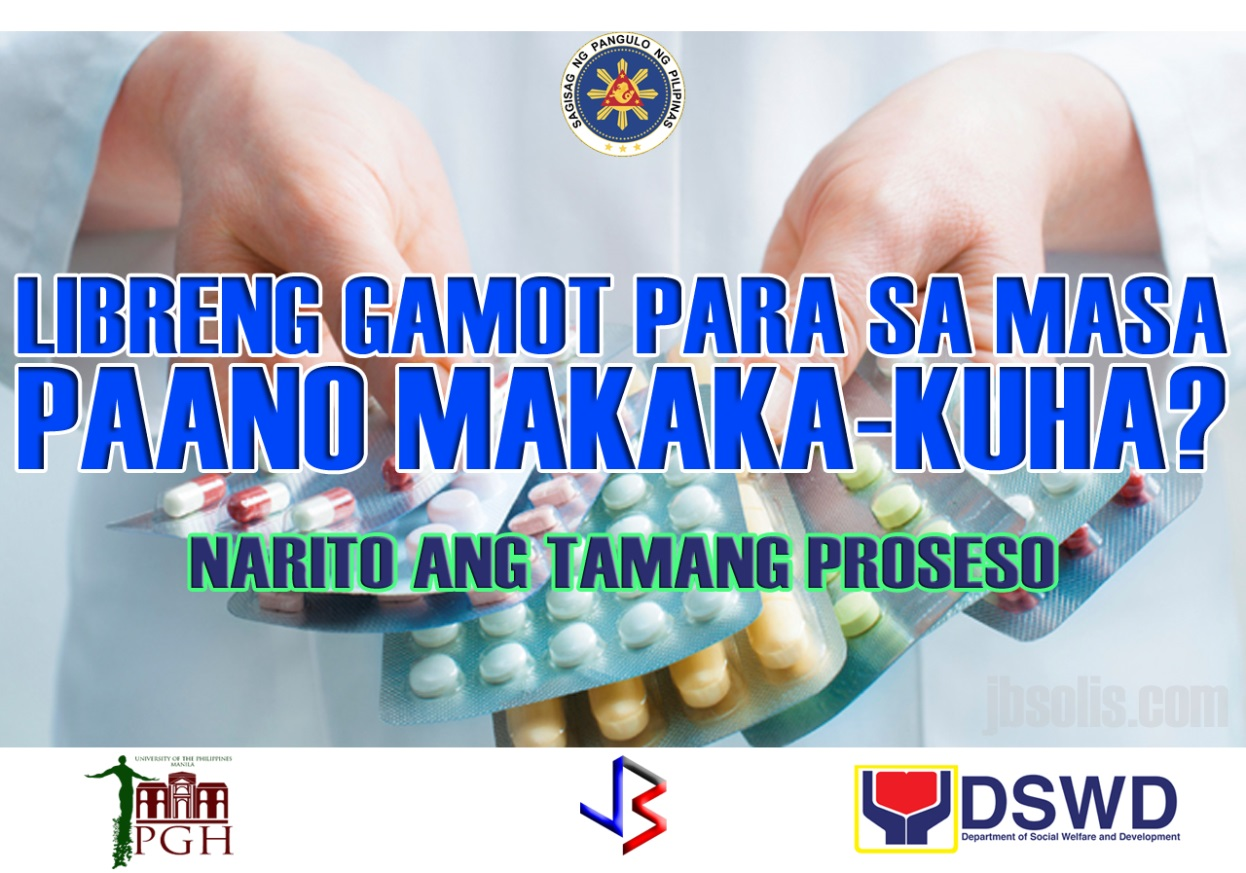 SAGISAG NG PANGULO NG PILIPINAS
LIBRENG GAMOT PARA SA MASA
PAANO MAKAKA-KUHA?
NARITO ANG TAMANG PROSESO
jbsolis.com
UNIVERSITY OF THE PHILIPPINES
MANILA
PGH
JB
DSWD
Department of Social Welfare and Development